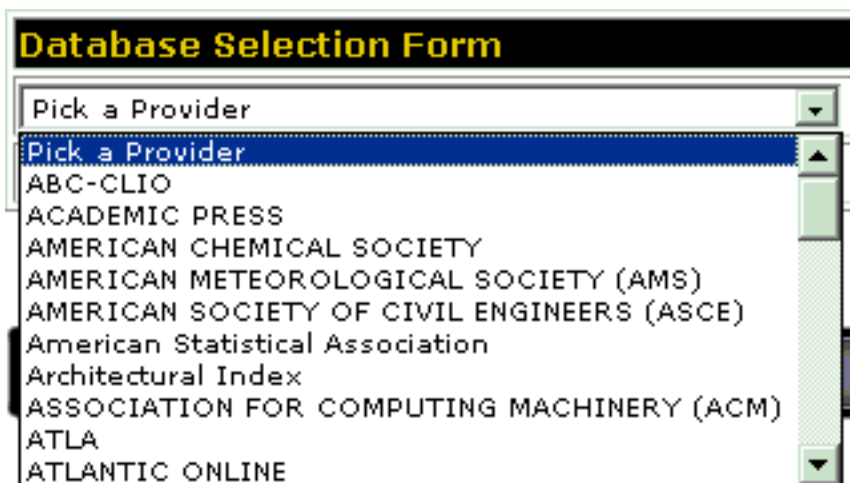 Database Selection Form
Pick a Provider
Pick a Provider
ABC-CLIO
ACADEMIC PRESS
AMERICAN CHEMICAL SOCIETY
AMERICAN METEOROLOGICAL SOCIETY (AMS)
AMERICAN SOCIETY OF CIVIL ENGINEERS (ASCE)
American Statistical Association
Architectural Index
ASSOCIATION FOR COMPUTING MACHINERY (ACM)
ATLA
ATLANTIC ONLINE